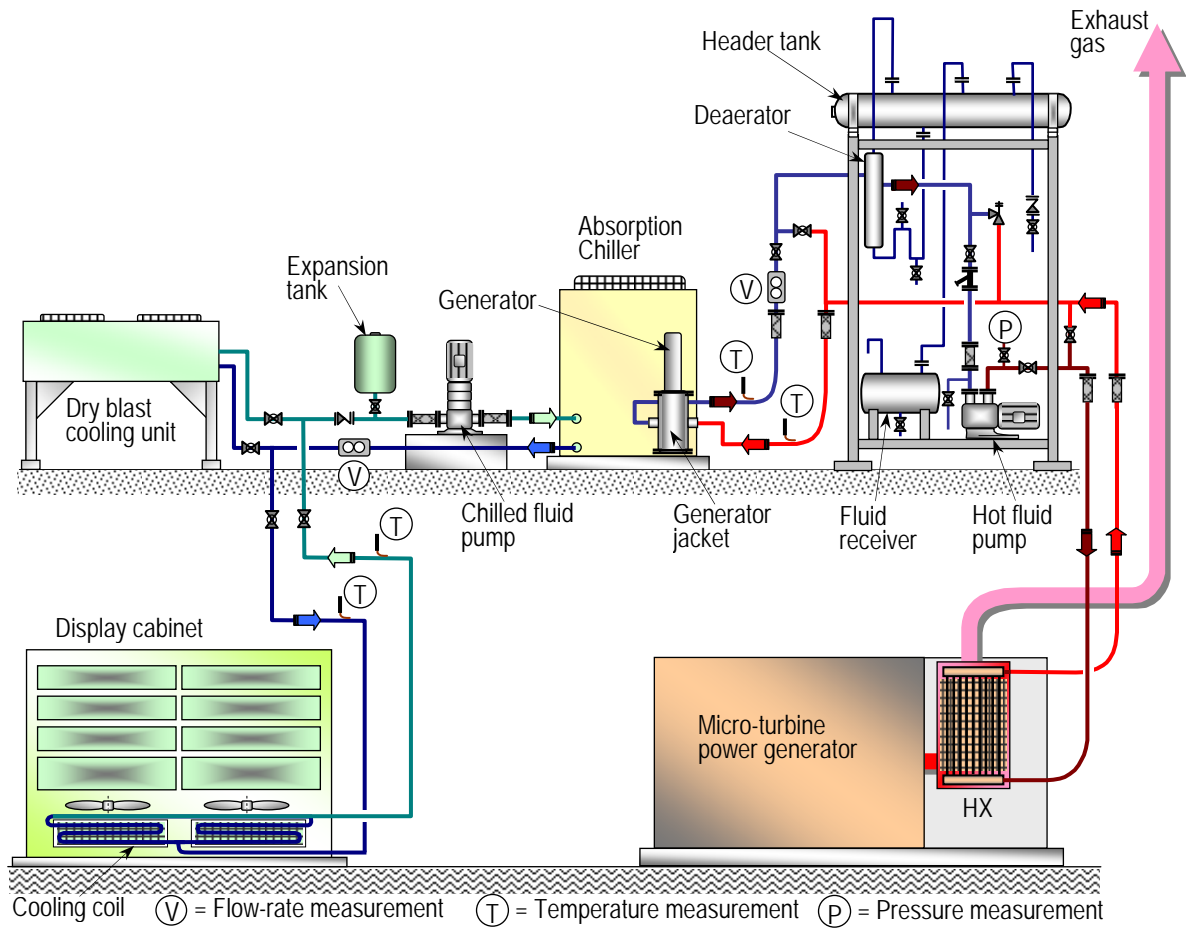 Exhaust
gas
Header tank
Deaerator
Absorption
Chiller
Expansion
tank
Generator
V
T
P
T
Dry blast
cooling unit
V
Chilled fluid
pump
Generator
jacket
Fluid
receiver
Hot fluid
pump
T
T
Display cabinet
Micro-turbine
power generator
HX
Cooling coil
V = Flow-rate measurement
T = Temperature measurement
P = Pressure measurement